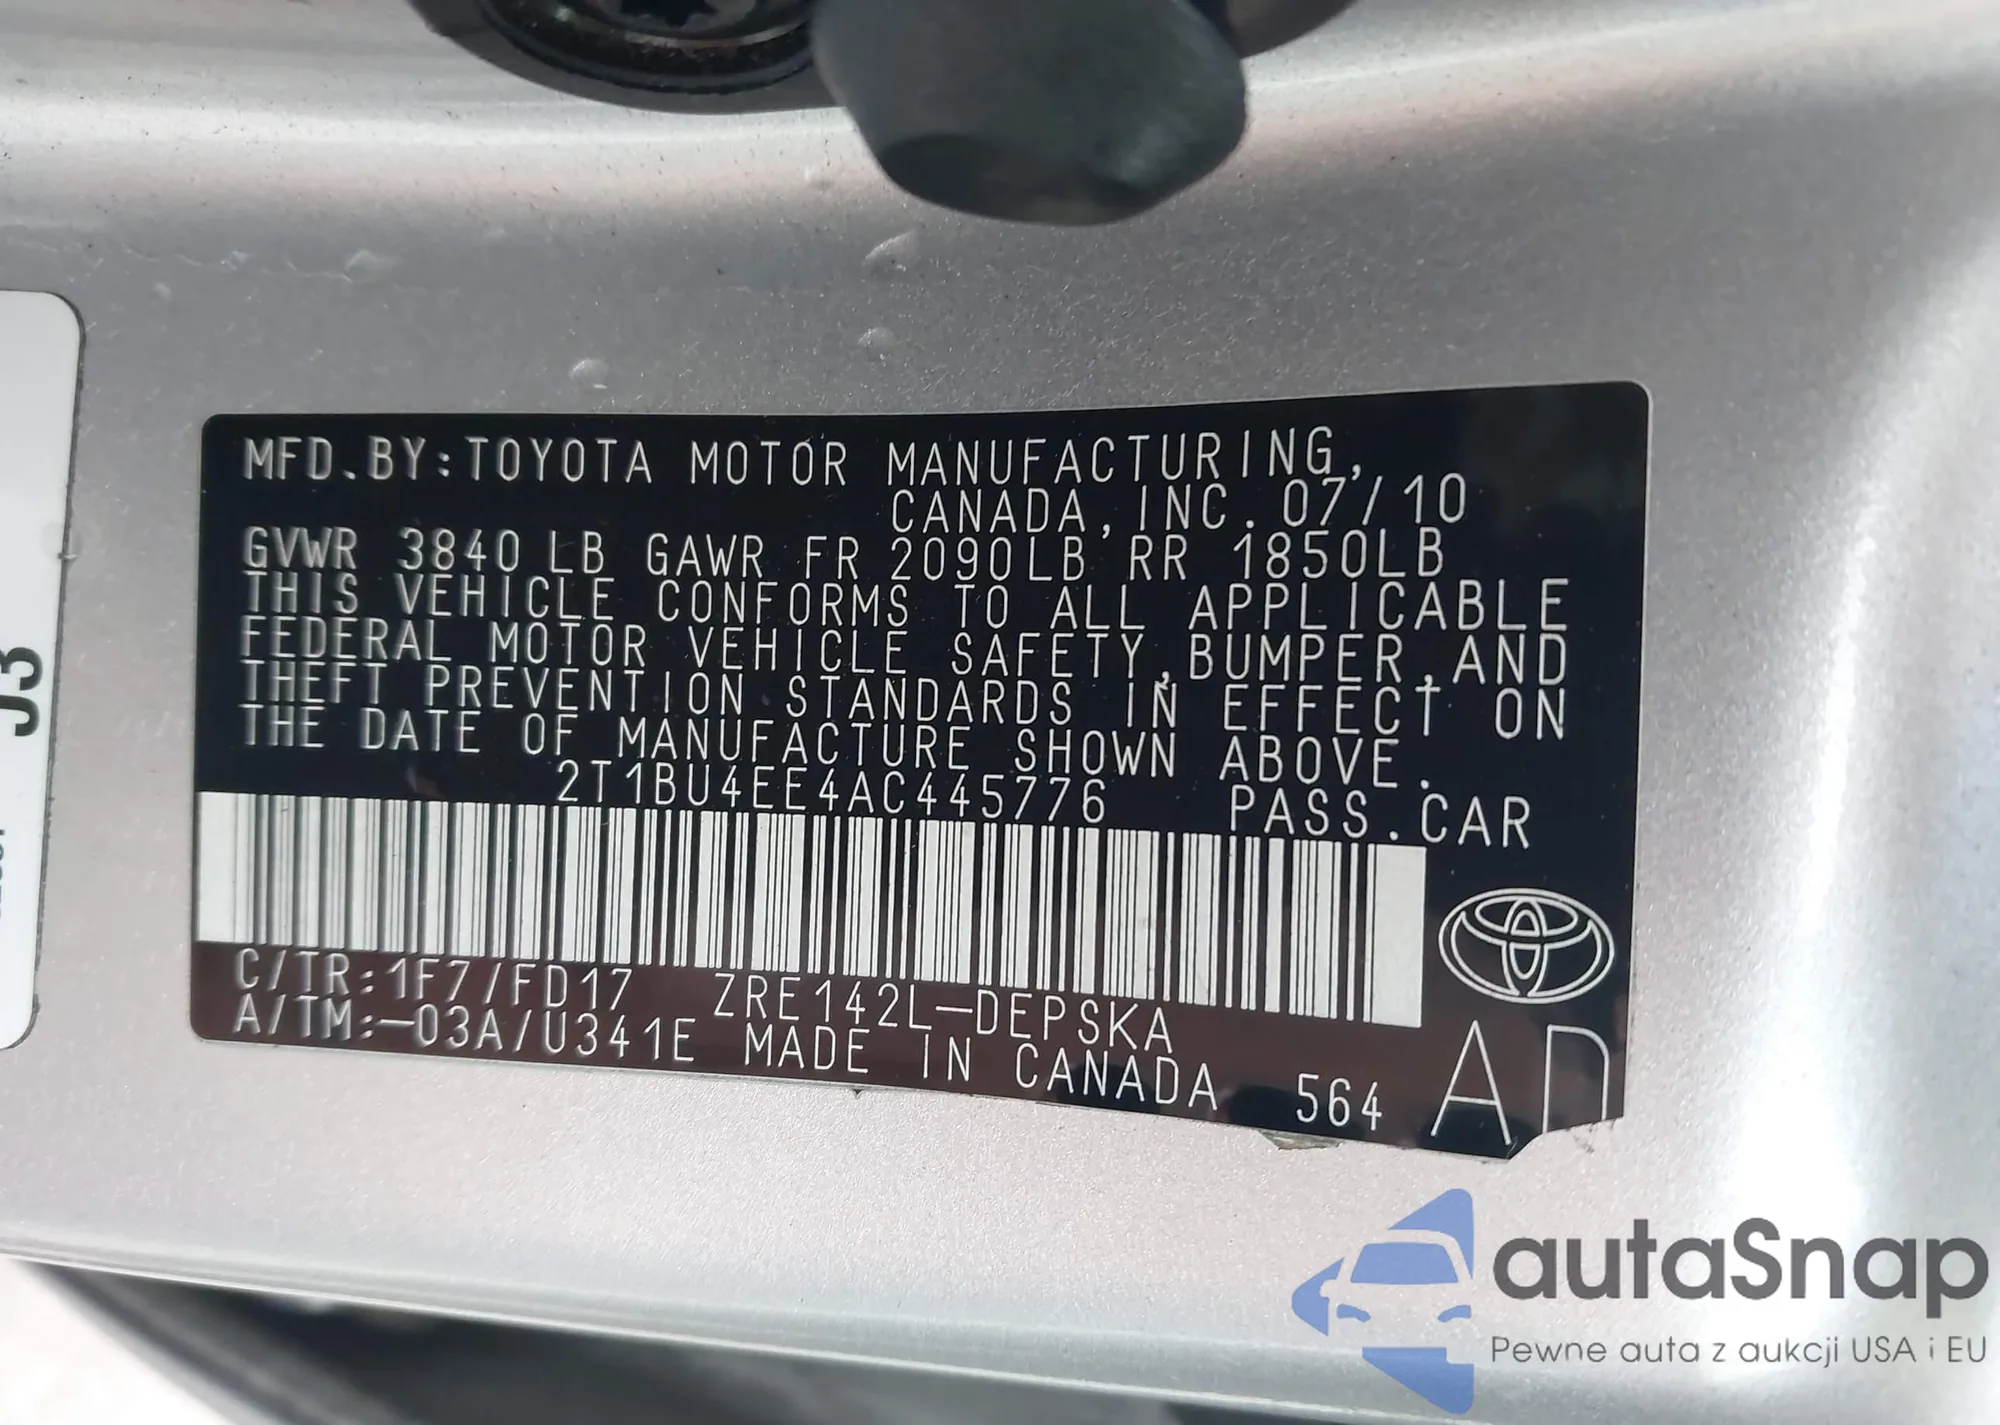 MFD.BY:TOYOTA MOTOR MANUFACTURING,
CANADA,INC. 07/10
GVWR 3840 LB GAWR FR 2090LB RR 1850LB
THIS VEHICLE CONFORMS TO ALL APPLICABLE
FEDERAL MOTOR VEHICLE SAFETY,BUMPER,AND
THEFT PREVENTION STANDARDS IN EFFECT ON
THE DATE OF MANUFACTURE SHOWN ABOVE.
2T1BU4EE4AC445776 PASS.CAR
C/TR:1F7/FD17 ZRE142L-DEPSKA
A/TM:-03A/U341E MADE IN CANADA 564
AD
J3
autaSnap
Pewne auta z aukcji USA i EU